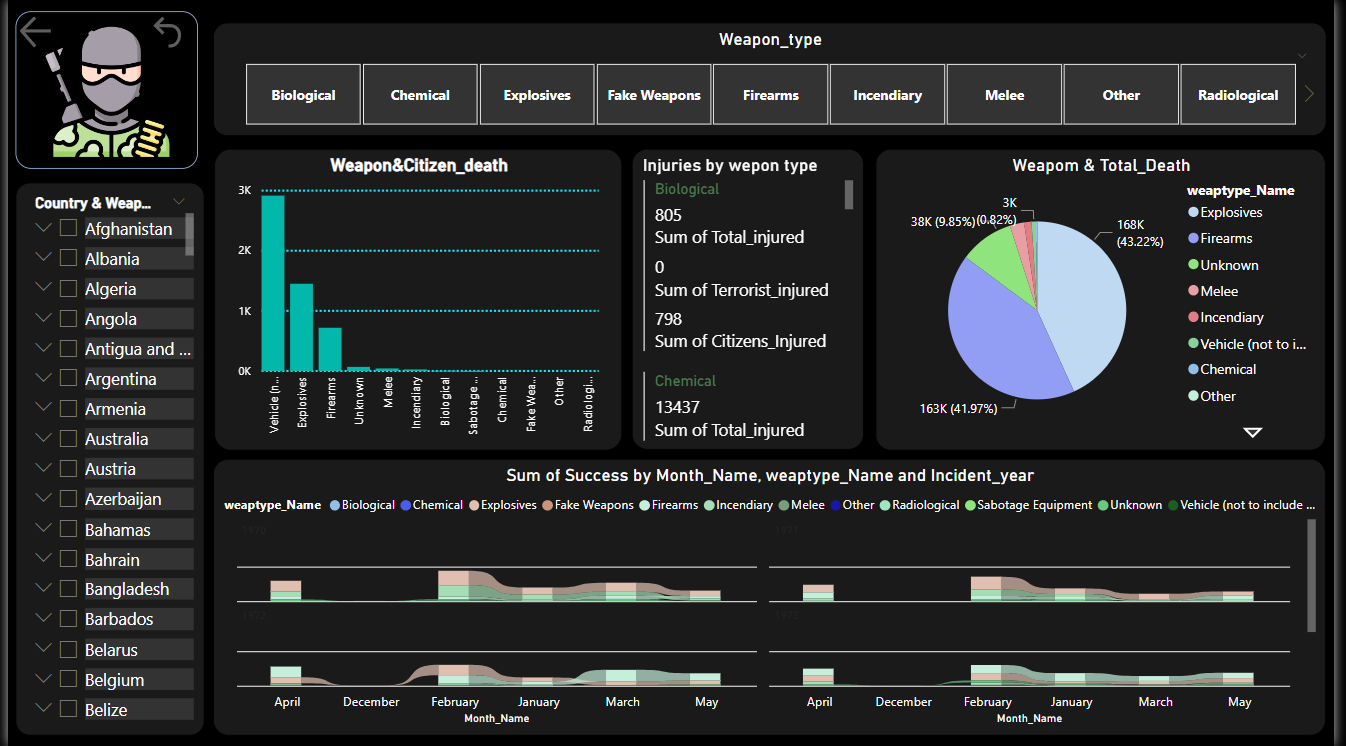 Weapon_type
Biological
Chemical
Explosives
Fake Weapons
Firearms
Incendiary
Melee
Other
Radiological
Country & Weap...
Afghanistan
Albania
Algeria
Angola
Antigua and ...
Argentina
Armenia
Australia
Austria
Azerbaijan
Bahamas
Bahrain
Bangladesh
Barbados
Belarus
Belgium
Belize
Weapon&Citizen_death
3K
2K
1K
0K
Vehicle (n...
Explosives
Firearms
Unknown
Melee
Incendiary
Biological
Sabotage ...
Chemical
Fake Wea...
Other
Radiologi...
Injuries by wepon type
Biological
805
Sum of Total_injured
0
Sum of Terrorist_injured
798
Sum of Citizens_Injured
Chemical
13437
Sum of Total_injured
Weapom & Total_Death
3K
(0.82%)
38K (9.85%)
168K
(43.22%)
163K (41.97%)
weaptype_Name
Explosives
Firearms
Unknown
Melee
Incendiary
Vehicle (not to i...
Chemical
Other
Sum of Success by Month_Name, weaptype_Name and Incident_year
weaptype_Name Biological Chemical Explosives Fake Weapons Firearms Incendiary Melee Other Radiological Sabotage Equipment Unknown Vehicle (not to include ...
1970
1971
1972
1973
April December February January March May
Month_Name
April December February January March May
Month_Name